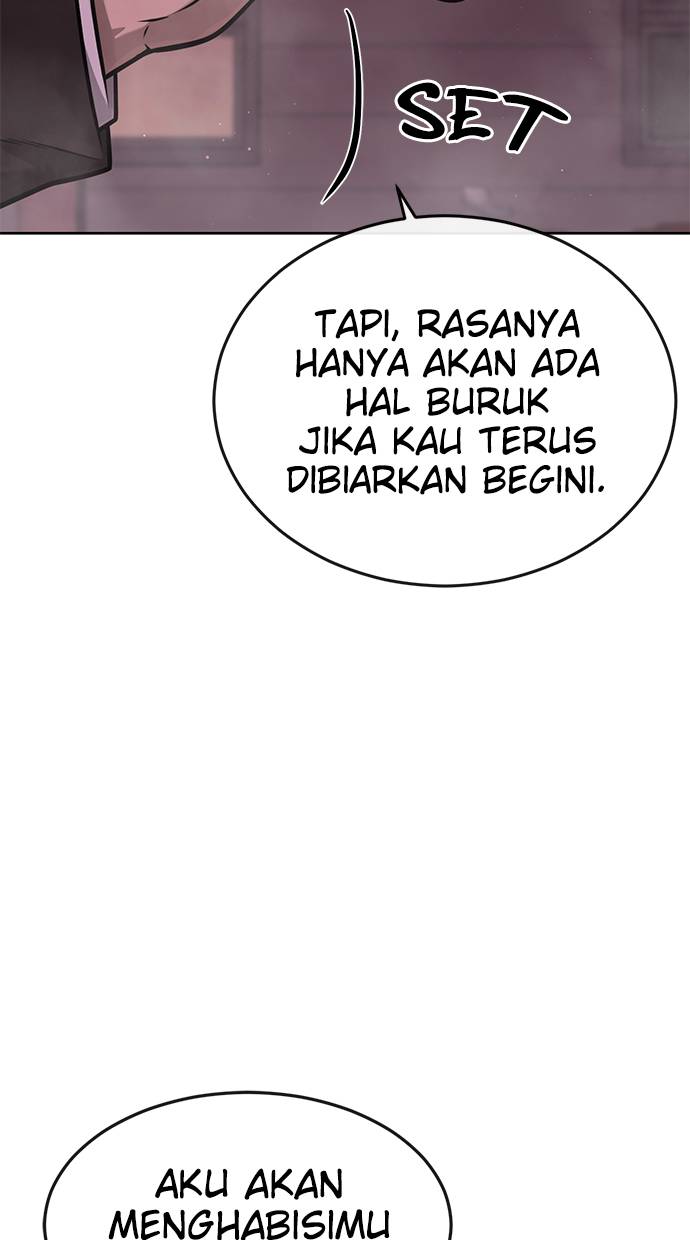 SET
TAPI, RASANYA
HANYA AKAN ADA
HAL BURUK
JIKA KAU TERUS
DIBIARKAN BEGINI.
AKU AKAN
MENGHABISIMU